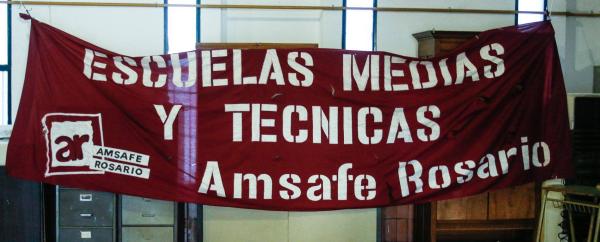 ESCUELAS MEDIAS
Y TECNICAS
Amsafe Rosario
ar
AMSAFE
ROSARIO